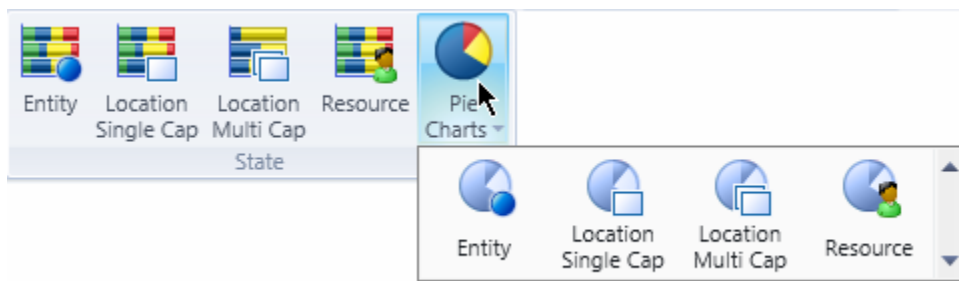 Entity
Location
Single Cap
Location
Multi Cap
Resource
Pie
Charts
State
Entity
Location
Single Cap
Location
Multi Cap
Resource